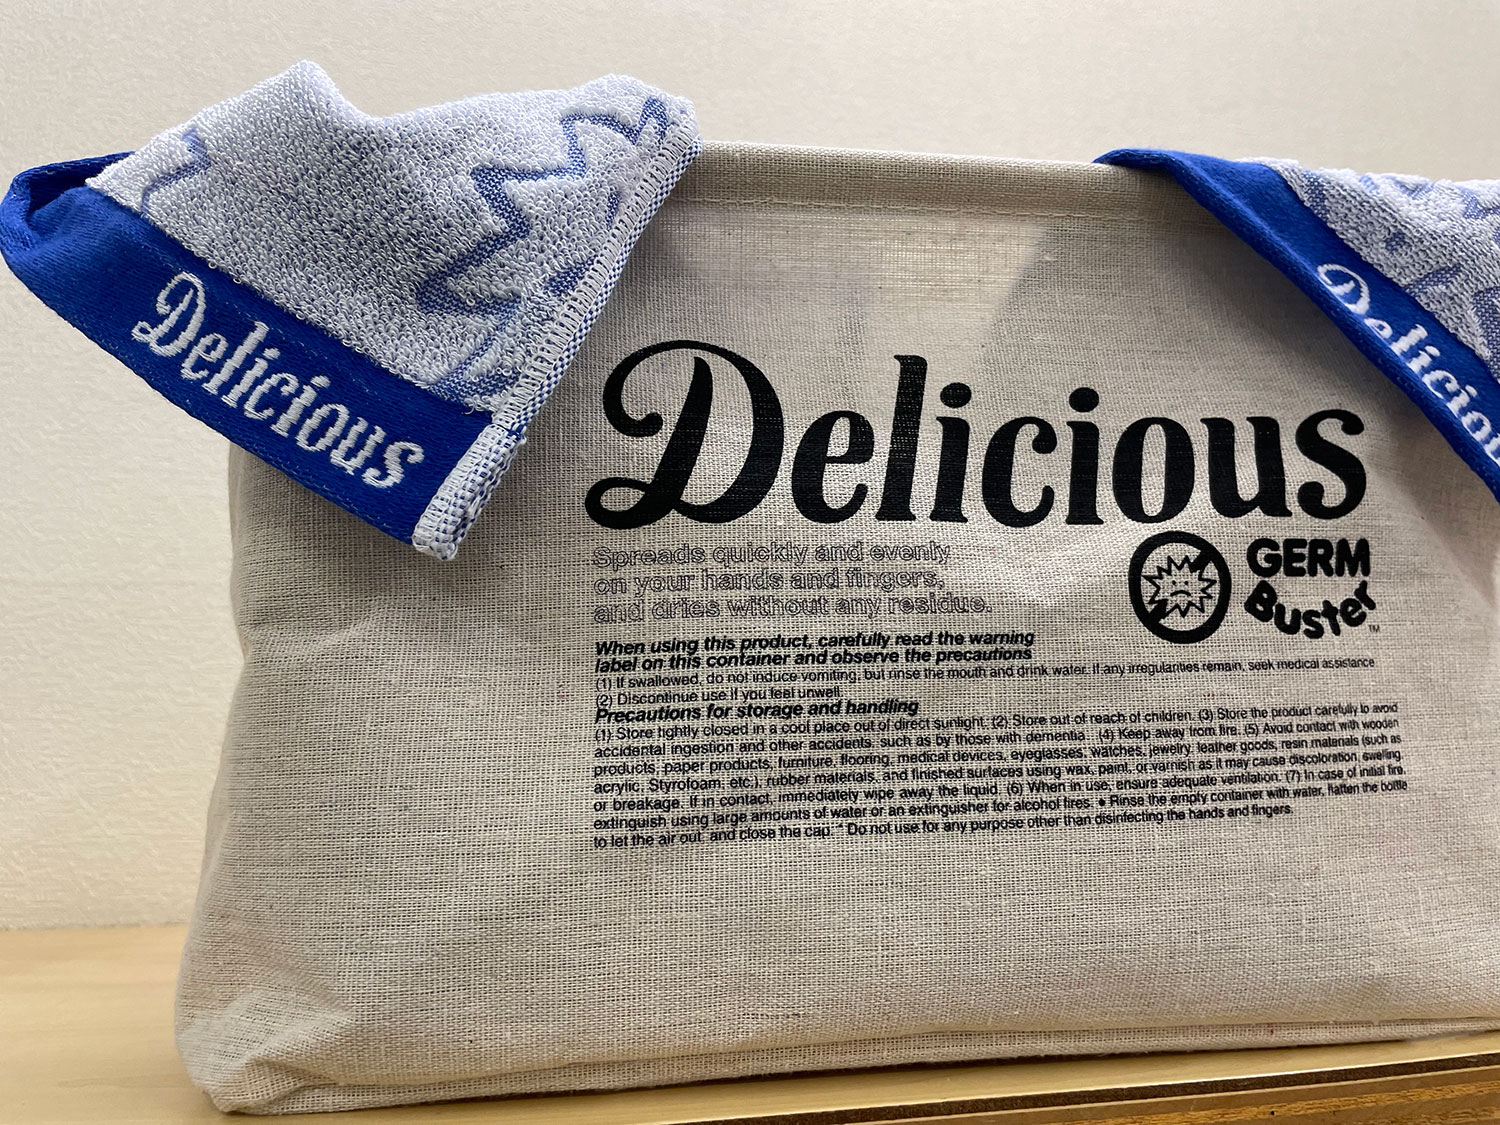 Delicious
Delicious
Deliciou
Spreads quickly and evenly
on your hands and fingers,
and dries without any residue.
GERM
Buster
TM
When using this product, carefully read the warning
label on this container and observe the precautions
(1) If swallowed, do not induce vomiting, but rinse the mouth and drink water. If any irregularities remain, seek medical assistance
(2) Discontinue use if you feel unwell.
Precautions for storage and handling
(1) Store tightly closed in a cool place out of direct sunlight. (2) Store out of reach of children. (3) Store the product carefully to avoid
accidental ingestion and other accidents, such as by those with dementia. (4) Keep away from fire. (5) Avoid contact with wooden
products, paper products, furniture, flooring, medical devices, eyeglasses, watches, jewelry, leather goods, resin materials (such as
acrylic, Styrofoam, etc.), rubber materials, and finished surfaces using wax, paint, or varnish as it may cause discoloration, swelling
or breakage. If in contact, immediately wipe away the liquid. (6) When in use, ensure adequate ventilation. (7) In case of initial fire,
extinguish using large amounts of water or an extinguisher for alcohol fires. ● Rinse the empty container with water, flatten the bottle
to let the air out, and close the cap. * Do not use for any purpose other than disinfecting the hands and fingers.